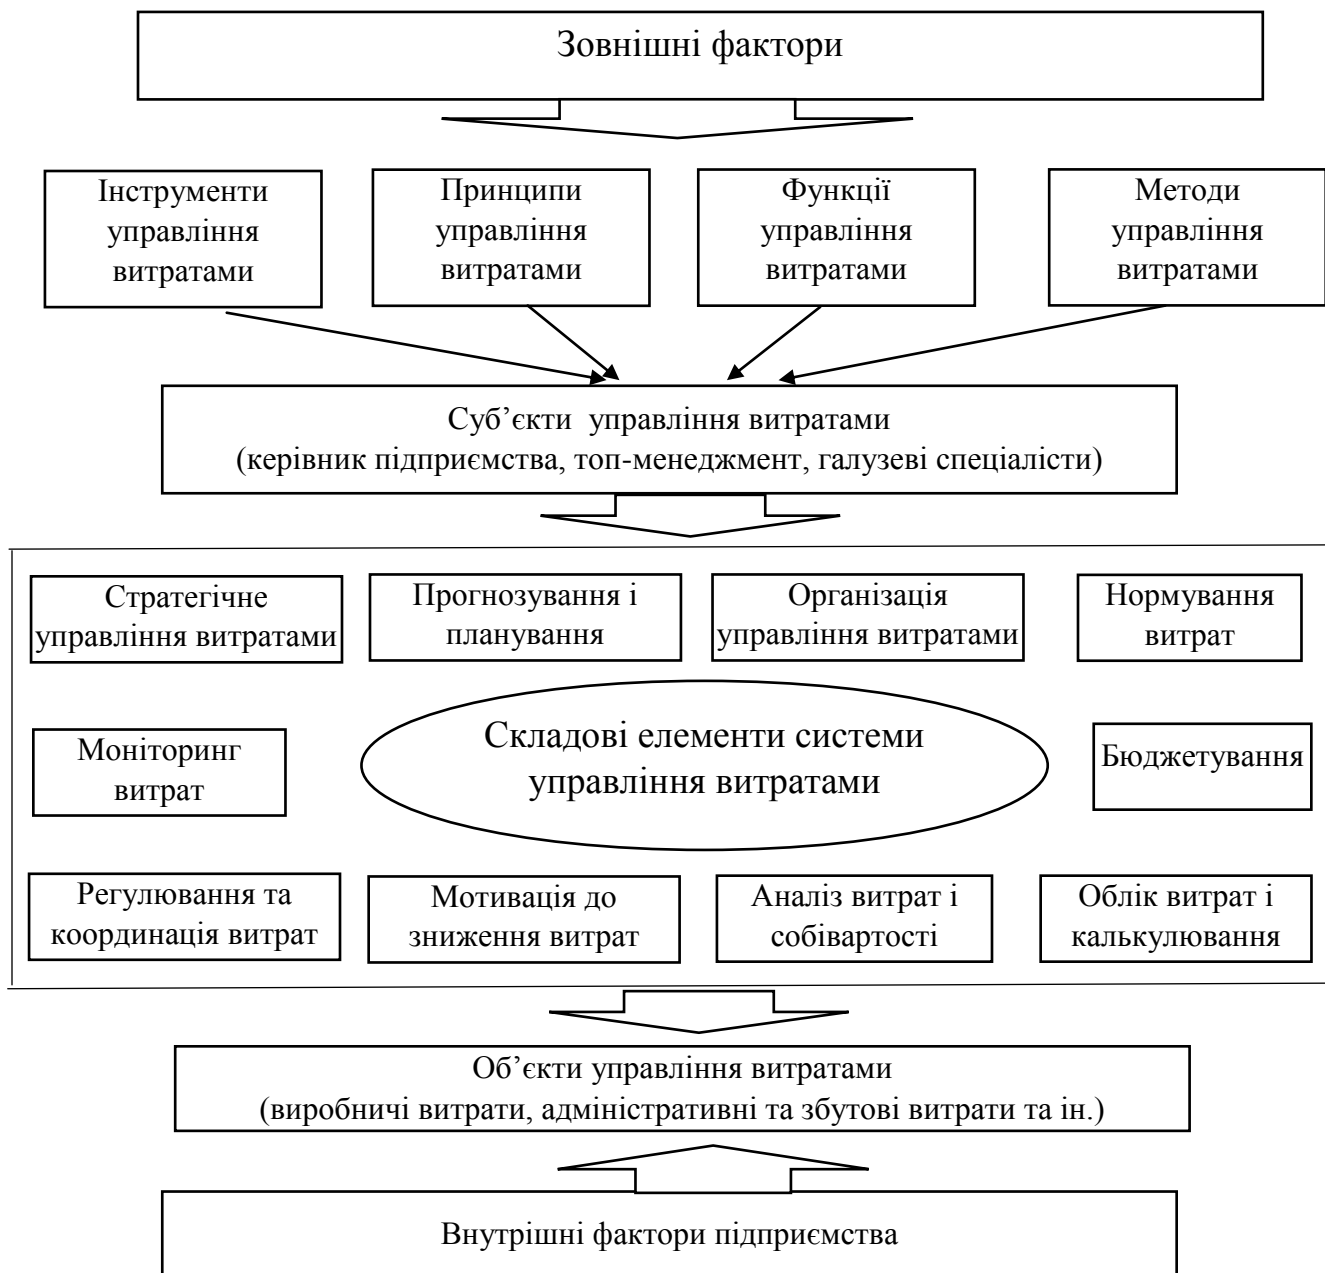 Зовнішні фактори
Інструменти
управління
витратами
Принципи
управління
витратами
Функції
управління
витратами
Методи
управління
витратами
Суб’єкти  управління витратами
(керівник підприємства, топ-менеджмент, галузеві спеціалісти)
Стратегічне
управління витратами
Прогнозування і
планування
Організація
управління витратами
Нормування
витрат
Моніторинг
витрат
Складові елементи системи
управління витратами
Бюджетування
Регулювання та
координація витрат
Мотивація до
зниження витрат
Аналіз витрат і
собівартості
Облік витрат і
калькулювання
Об’єкти управління витратами
(виробничі витрати, адміністративні та збутові витрати та ін.)
Внутрішні фактори підприємства